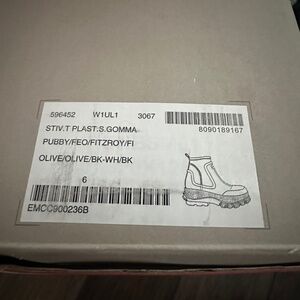 596452 W1UL1 3067
STIV.T PLAST:S.GOMMA
8090189167
PUBBY/FEO/FITZROY/FI
OLIVE/OLIVE/BK-WH/BK
6
EMCC900236B